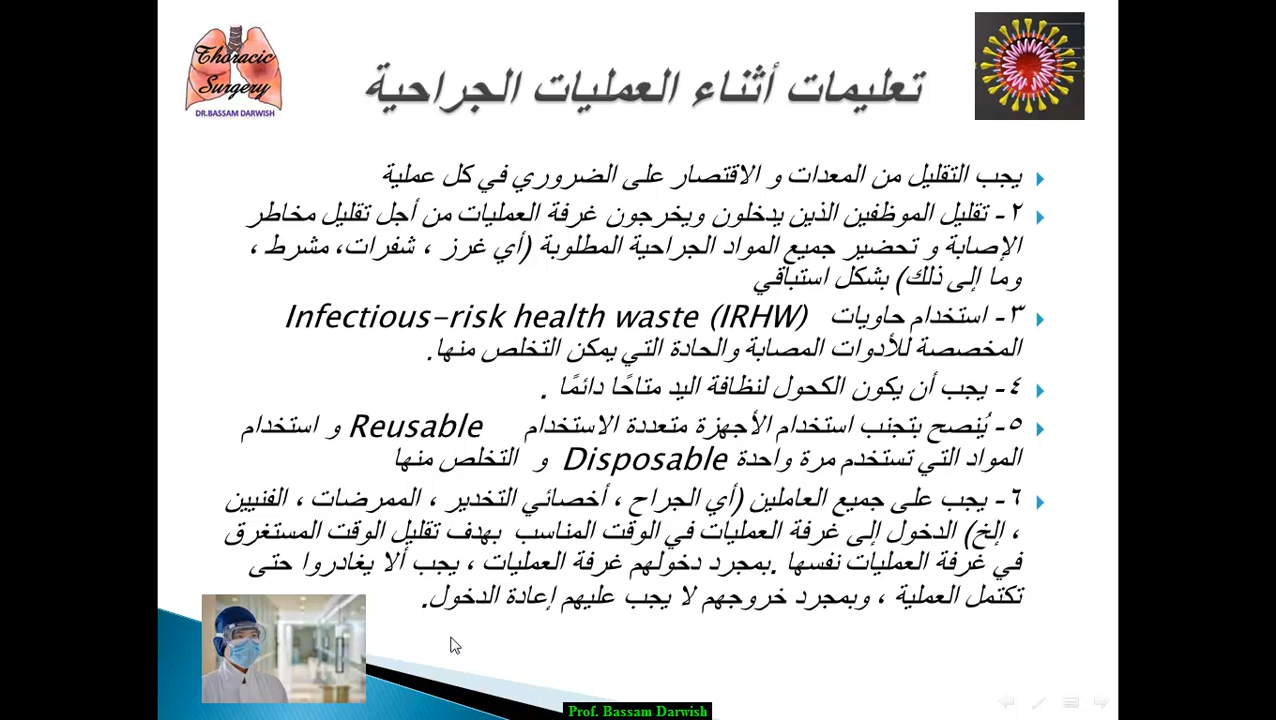 Thoracic
Surgery
DR.BASSAM DARWISH
تعليمات أثناء العمليات الجراحية
يجب التقليل من المعدات و الاقتصار على الضروري في كل عملية
٢- تقليل الموظفين الذين يدخلون ويخرجون غرفة العمليات من أجل تقليل مخاطر
الإصابة و تحضير جميع المواد الجراحية المطلوبة (أي غرز ، شفرات، مشرط ،
وما إلى ذلك) بشكل استباقي
٣- استخدام حاويات Infectious-risk health waste (IRHW)
المخصصة للأدوات المصابة والحادة التي يمكن التخلص منها.
٤- يجب أن يكون الكحول لنظافة اليد متاحًا دائمًا .
٥- يُنصح بتجنب استخدام الأجهزة متعددة الاستخدام Reusable و استخدام
المواد التي تستخدم مرة واحدة Disposable و التخلص منها
٦- يجب على جميع العاملين (أي الجراح ، أخصائي التخدير ، الممرضات ، الفنيين
، إلخ) الدخول إلى غرفة العمليات في الوقت المناسب بهدف تقليل الوقت المستغرق
في غرفة العمليات نفسها .بمجرد دخولهم غرفة العمليات ، يجب ألا يغادروا حتى
تكتمل العملية ، وبمجرد خروجهم لا يجب عليهم إعادة الدخول.
Prof. Bassam Darwish